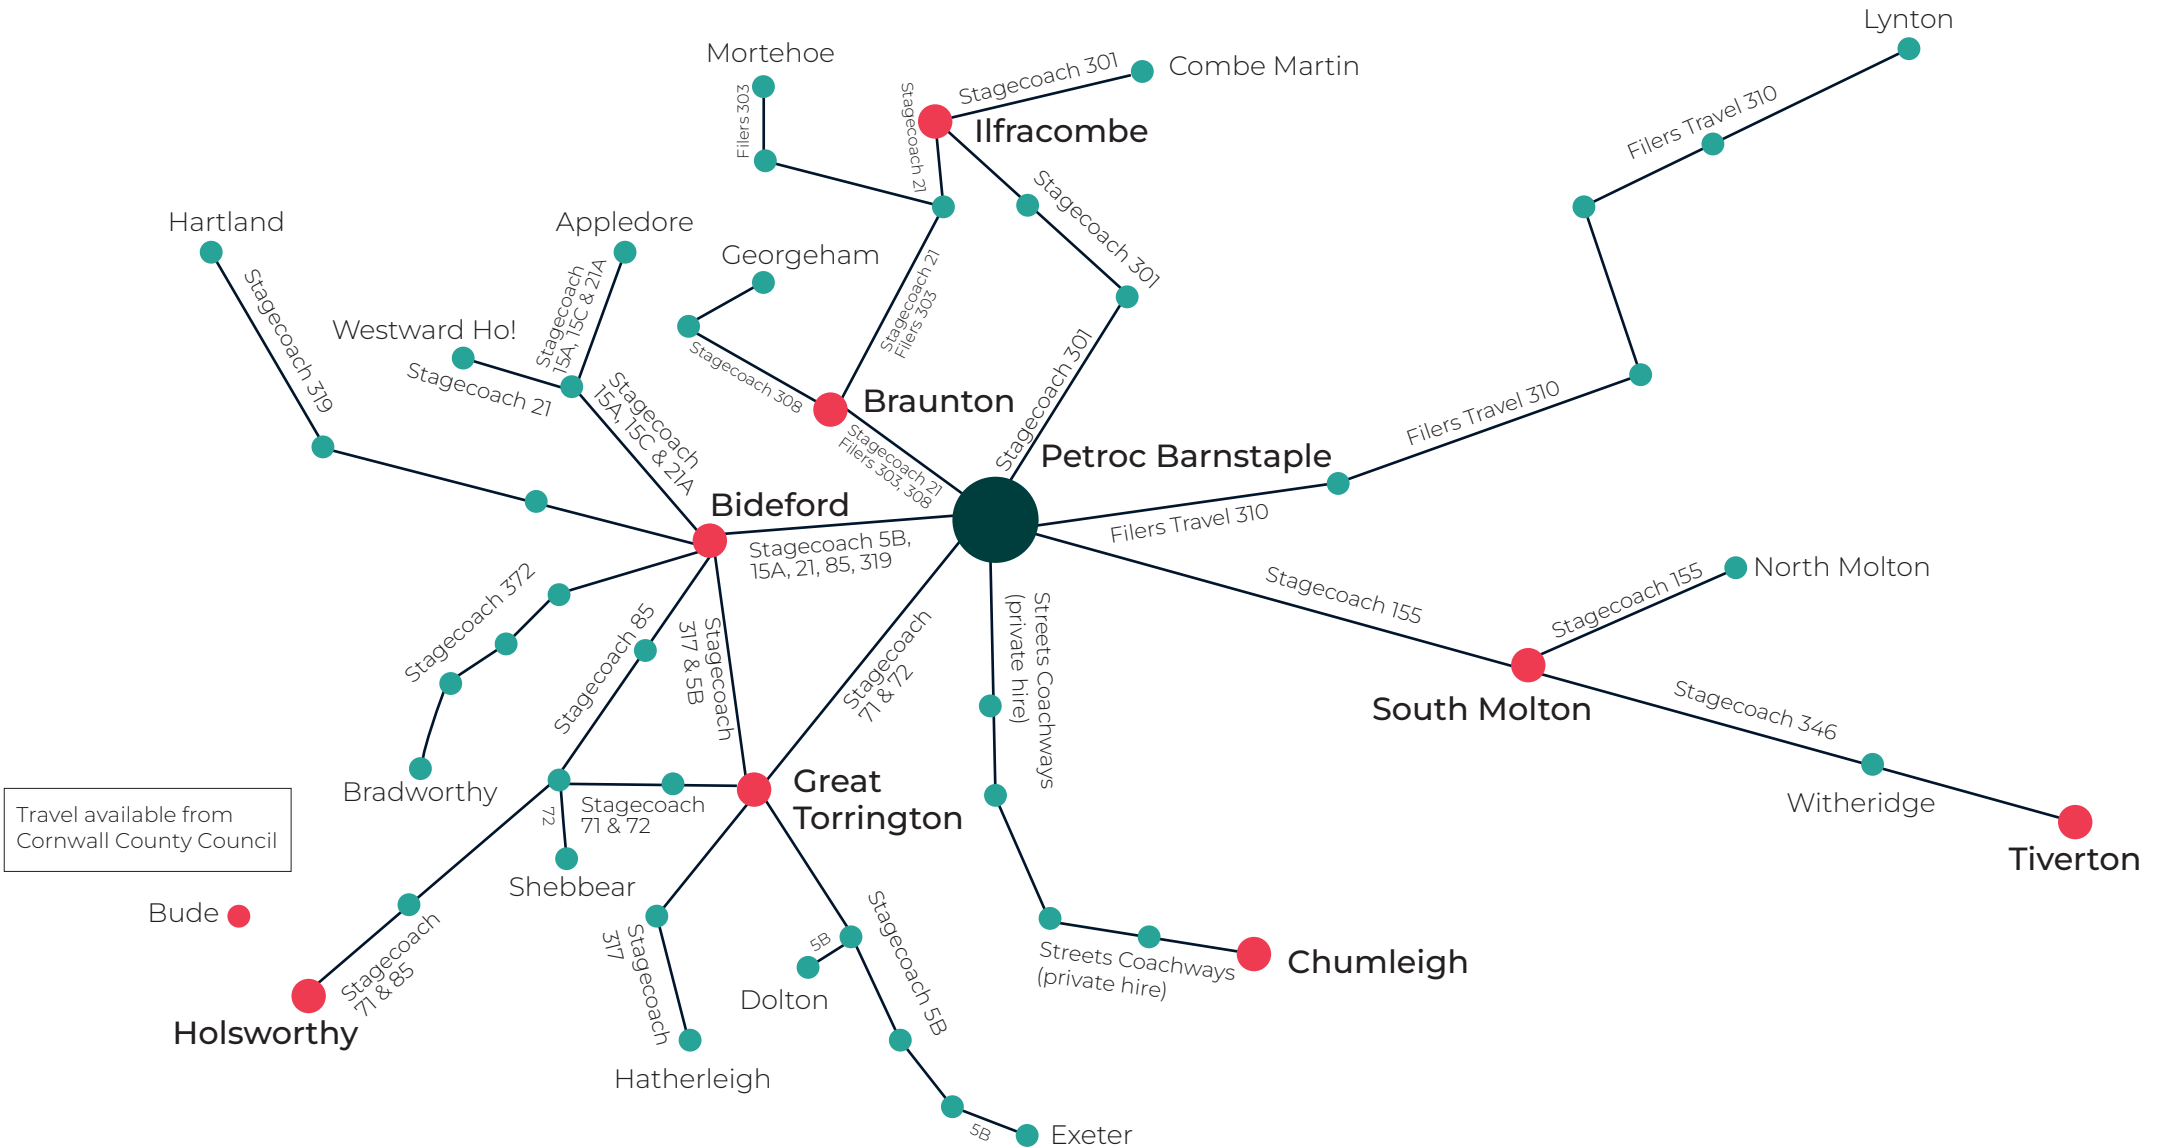 Lynton
Mortehoe
Combe Martin
Stagecoach 301
Filers 303
Stagecoach 21
Ilfracombe
Filers Travel 310
Stagecoach 301
Hartland
Appledore
Georgeham
Stagecoach
15A, 15C & 21A
Stagecoach 319
Stagecoach 21
Filers 303
Westward Ho!
Stagecoach 21
Stagecoach 308
Stagecoach
15A, 15C & 21A
Braunton
Stagecoach 301
Stagecoach 21
Filers 303, 308
Filers Travel 310
Petroc Barnstaple
Bideford
Filers Travel 310
Stagecoach 5B,
15A, 21, 85, 319
Stagecoach 155
Stagecoach 155
North Molton
Stagecoach 372
Stagecoach 85
Stagecoach
317 & 5B
Stagecoach
71 & 72
Streets Coachways
(private hire)
South Molton
Stagecoach 346
Bradworthy
Great
Torrington
Stagecoach
71 & 72
72
Witheridge
Travel available from
Cornwall County Council
Tiverton
Shebbear
Bude
Stagecoach
71 & 85
Stagecoach
317
5B
Stagecoach 5B
Dolton
Streets Coachways
(private hire)
Chumleigh
Holsworthy
Hatherleigh
5B
Exeter